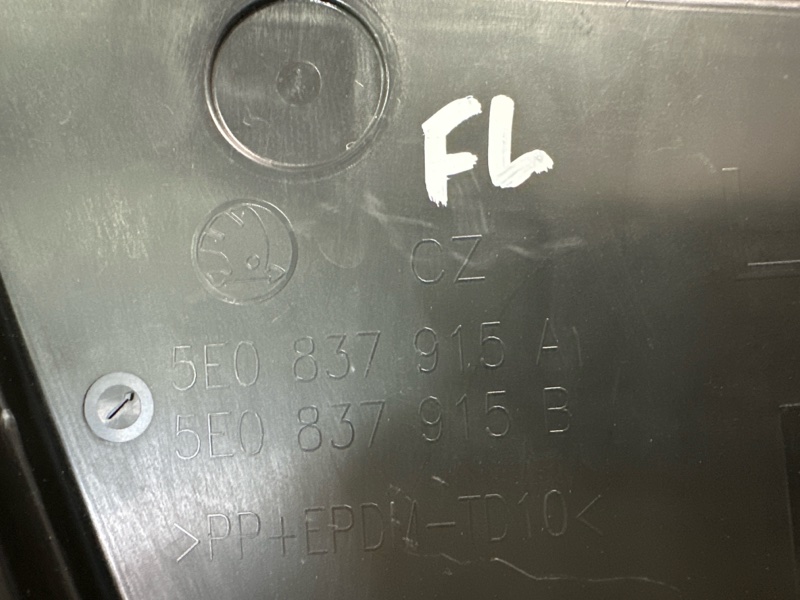 FL
CZ
5E0 837 915 A
5E0 837 915 B
>PP+EPDM-TD10<